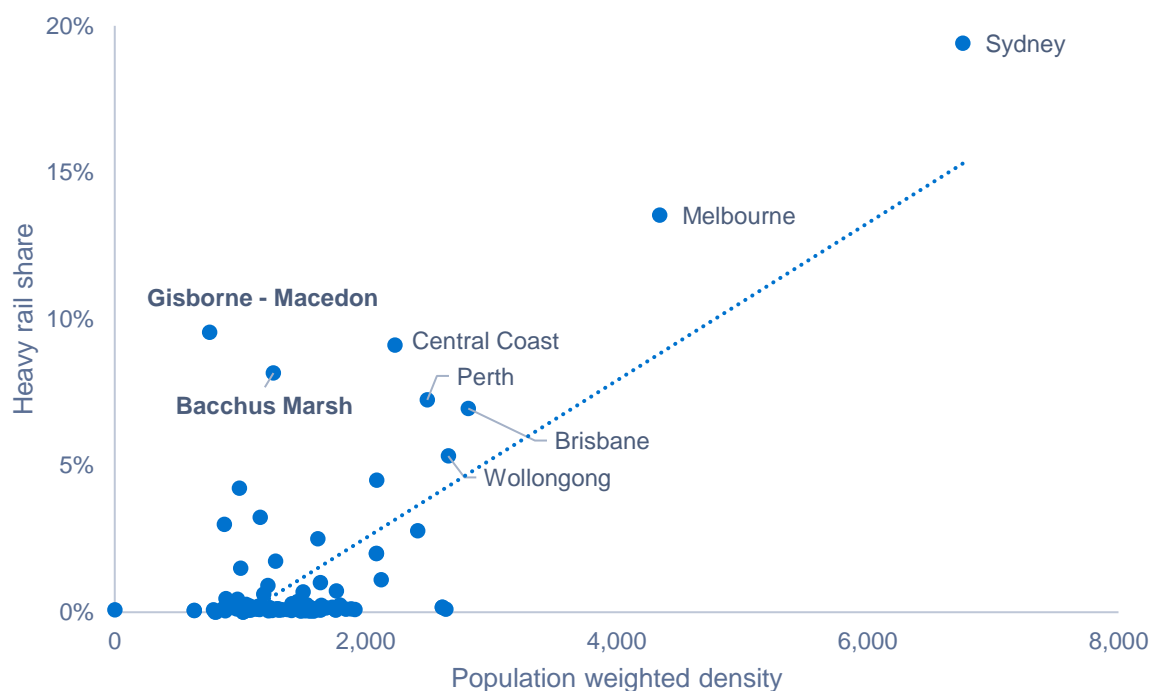 20%
Sydney
15%
Melbourne
Heavy rail share
Gisborne - Macedon
10%
Central Coast
Perth
Bacchus Marsh
Brisbane
5%
Wollongong
0%
0
2,000
4,000
6,000
8,000
Population weighted density